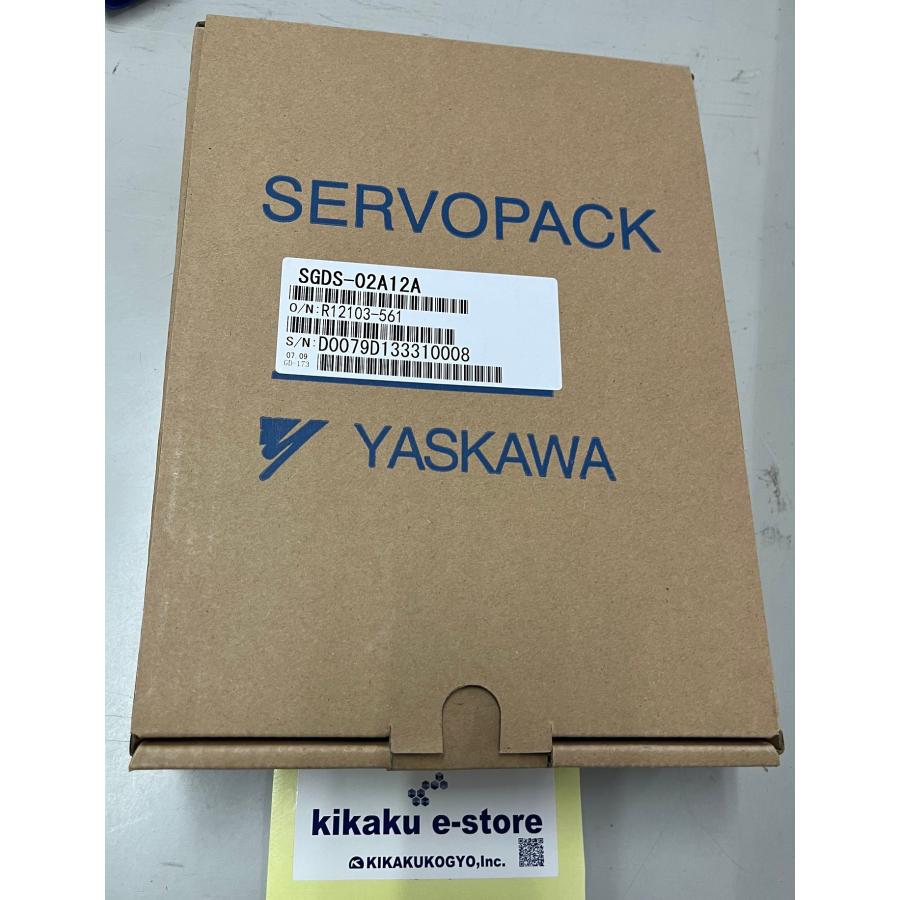 SERVOPACK
SGDS-02A12A
O/N:R12103-561
S/N:D0079D133310008
07.09
GD-173
YASKAWA
kikaku e-store
KIKAKUKOGYO,Inc.